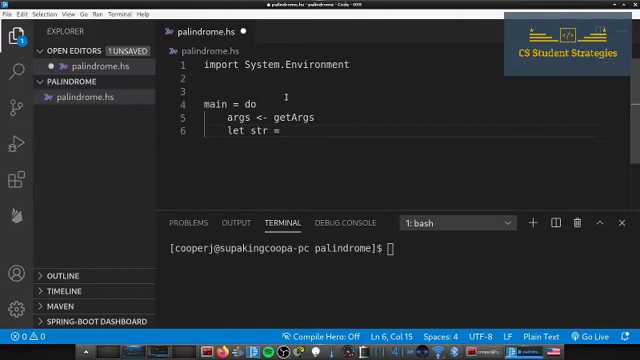 palindrome.hs - palindrome - Code - OSS
File Edit Selection View Go Run Terminal Help
EXPLORER
palindrome.hs
CS Student Strategies
OPEN EDITORS 1 UNSAVED
palindrome.hs
palindrome.hs
PALINDROME
palindrome.hs
1 import System.Environment
2
3
4 main = do
5 args <- getArgs
6 let str =
PROBLEMS OUTPUT TERMINAL DEBUG CONSOLE 1: bash
[cooperj@supakingcoopa-pc palindrome]$
OUTLINE
TIMELINE
MAVEN
SPRING-BOOT DASHBOARD
0 0 Compile Hero: Off Ln 6, Col 15 Spaces: 4 UTF-8 LF Plain Text Go Live